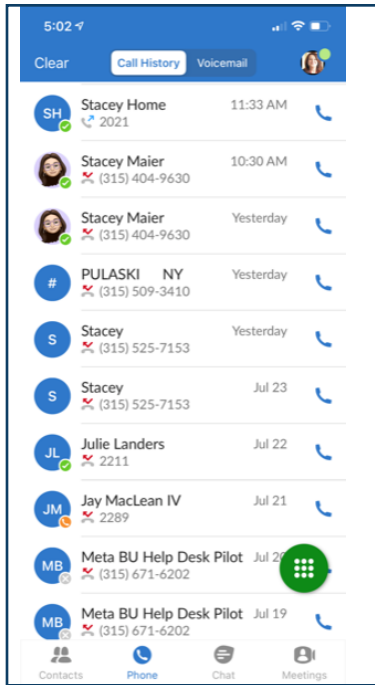 5:02
Clear Call History Voicemail
SH Stacey Home 11:33 AM
2021
Stacey Maier 10:30 AM
(315) 404-9630
Stacey Maier Yesterday
(315) 404-9630
# PULASKI NY Yesterday
(315) 509-3410
S Stacey Yesterday
(315) 525-7153
S Stacey Jul 23
(315) 525-7153
JL Julie Landers Jul 22
2211
JM Jay MacLean IV Jul 21
2289
MB Meta BU Help Desk Pilot Jul
(315) 671-6202
MB Meta BU Help Desk Pilot Jul 19
(315) 671-6202
Contacts Phone Chat Meetings